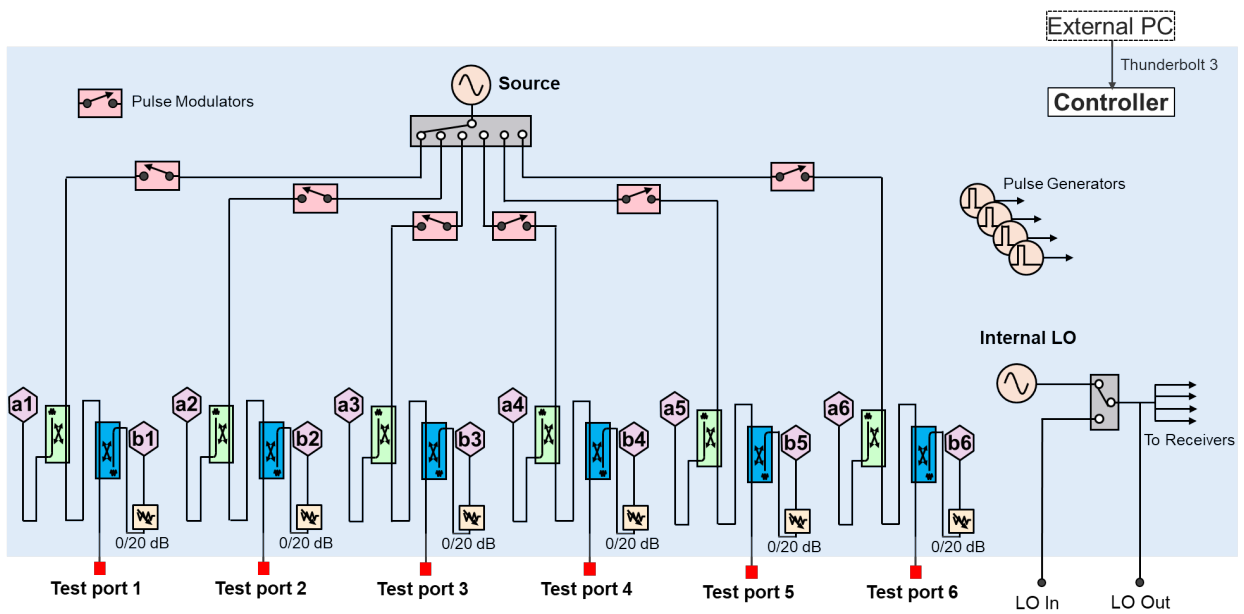 External PC
Thunderbolt 3
Controller
Source
Pulse Modulators
Pulse Generators
Internal LO
To Receivers
a1
b1
a2
b2
a3
b3
a4
b4
a5
b5
a6
b6
0/20 dB
0/20 dB
0/20 dB
0/20 dB
0/20 dB
0/20 dB
Test port 1
Test port 2
Test port 3
Test port 4
Test port 5
Test port 6
LO In
LO Out